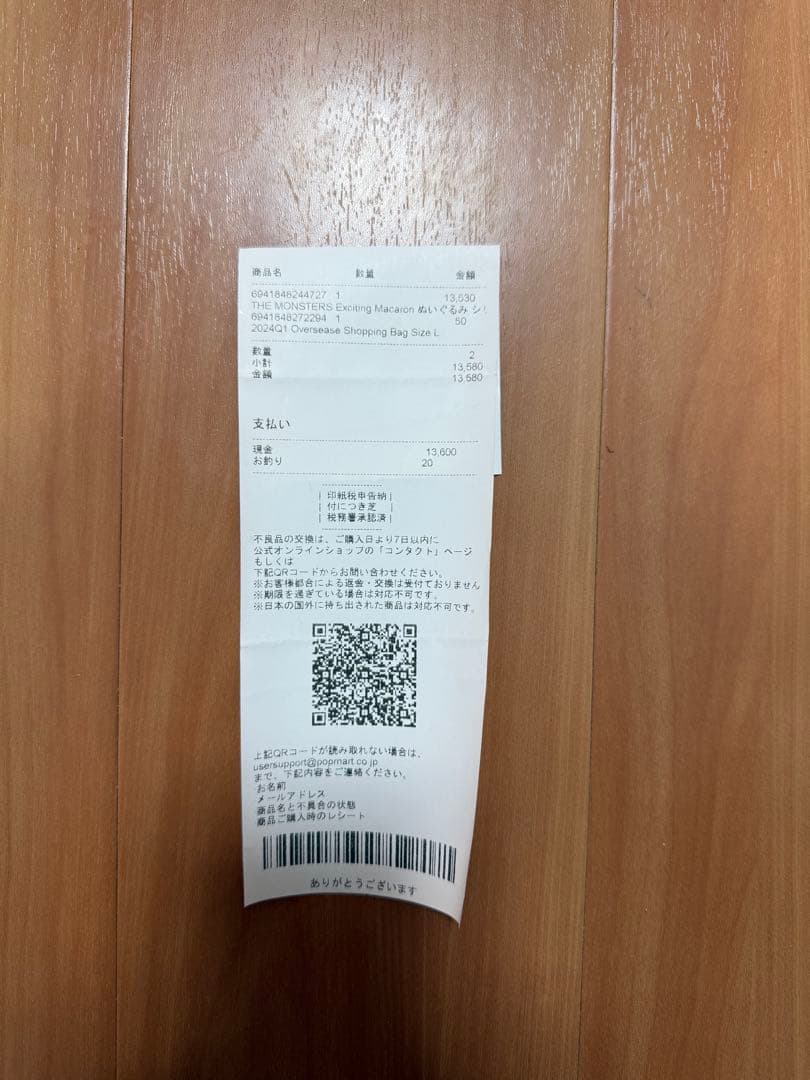 商品名 数量 金額
6941848244727 1 13,530
THE MONSTERS Exciting Macaron ぬいぐるみ シ
6941848272294 1 50
2024Q1 Oversease Shopping Bag Size L
数量 2
小計 13,580
金額 13,580
支払い
現金 13,600
お釣り 20
印紙税申告納
付につき芝
税務署承認済
不良品の交換は、ご購入日より7日以内に
公式オンラインショップの「コンタクト」ページ
もしくは
下記QRコードからお問い合わせください。
※お客様都合による返金・交換は受付ておりません
※期限を過ぎている場合は対応不可です。
※日本の国外に持ち出された商品は対応不可です。
上記QRコードが読み取れない場合は、
usersupport@popmart.co.jp
まで、下記内容をご連絡ください。
お名前
メールアドレス
商品名と不具合の状態
商品ご購入時のレシート
ありがとうございます